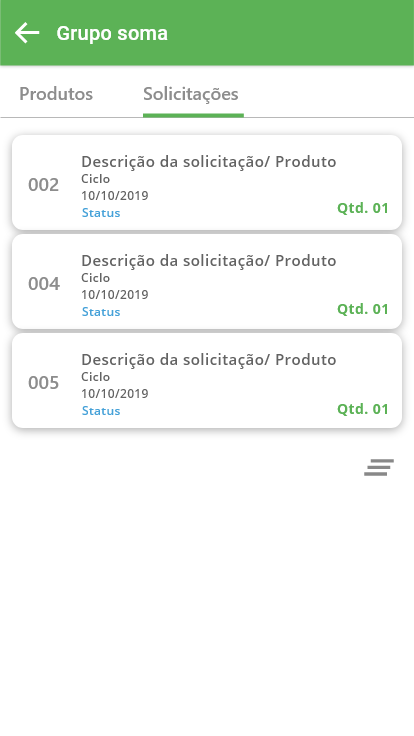 Grupo soma
Produtos
Solicitações
002
Descrição da solicitação/ Produto
Ciclo
10/10/2019
Status
Qtd. 01
004
Descrição da solicitação/ Produto
Ciclo
10/10/2019
Status
Qtd. 01
005
Descrição da solicitação/ Produto
Ciclo
10/10/2019
Status
Qtd. 01